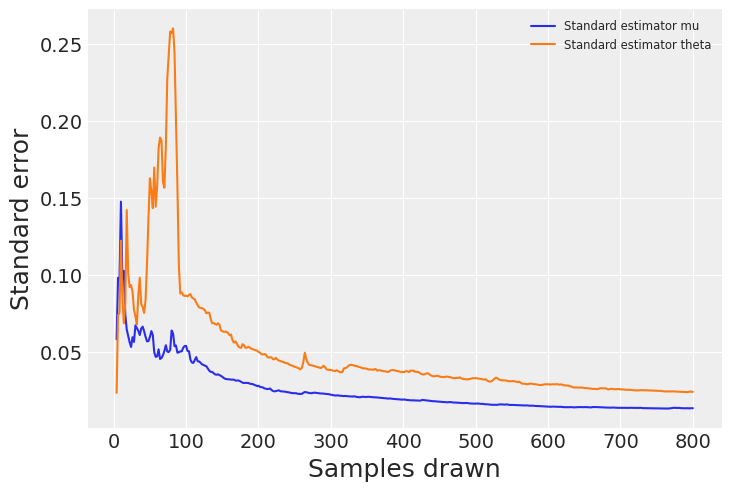 Standard estimator mu
Standard estimator theta
0.25
0.20
0.15
0.10
0.05
Standard error
0 100 200 300 400 500 600 700 800
Samples drawn